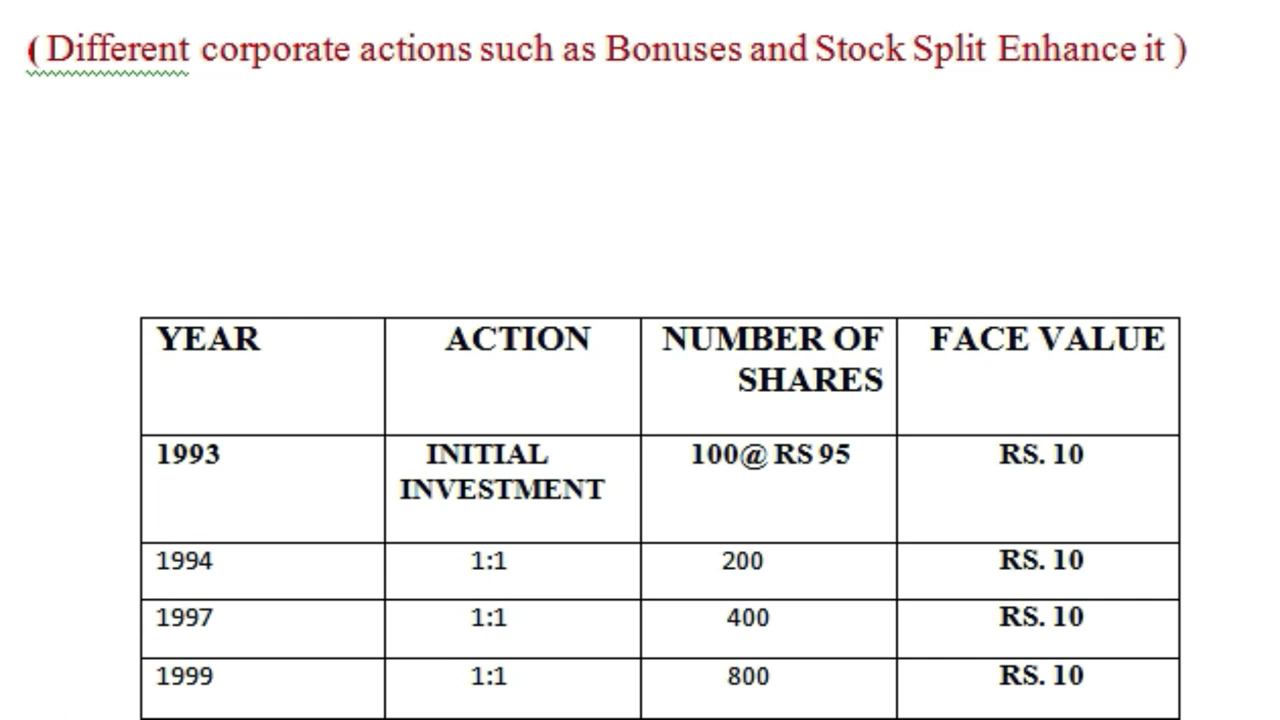 ( Different corporate actions such as Bonuses and Stock Split Enhance it )
YEAR ACTION NUMBER OF SHARES FACE VALUE
1993 INITIAL INVESTMENT 100@ RS 95 RS. 10
1994 1:1 200 RS. 10
1997 1:1 400 RS. 10
1999 1:1 800 RS. 10